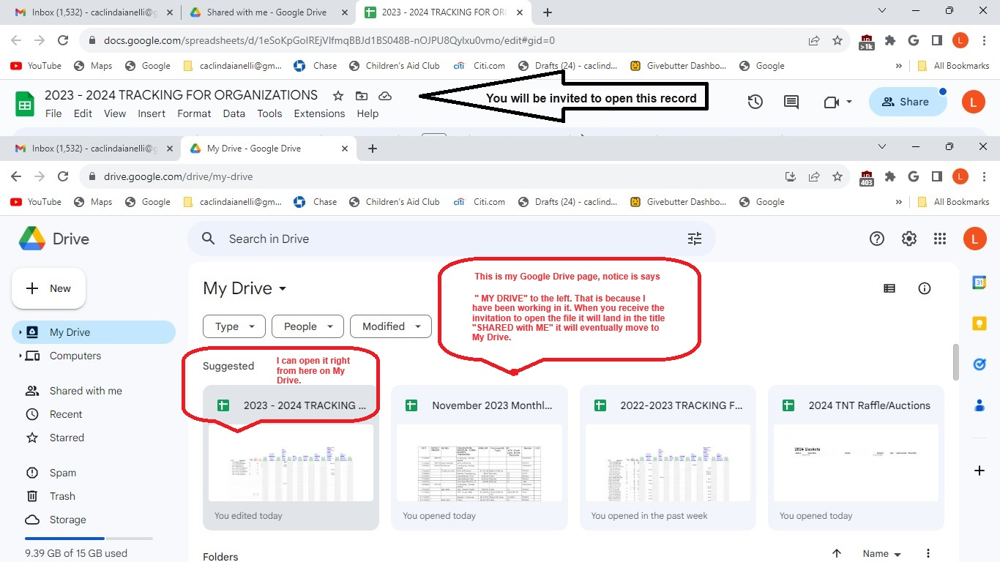 Inbox (1,532) - caclindaianelli@g
Shared with me - Google Drive
2023 - 2024 TRACKING FOR ORG
docs.google.com/spreadsheets/d/1eSoKpGoIREjVlfmqBBJd1BS048B-nOJPU8Qylxu0vmo/edit#gid=0
>1k
L
YouTube
Maps
Google
caclindaianelli@gm...
Chase
Children's Aid Club
citi
Citi.com
Drafts (24) - caclind...
Givebutter Dashbo...
Google
»
All Bookmarks
2023 - 2024 TRACKING FOR ORGANIZATIONS
You will be invited to open this record
Share
L
File Edit View Insert Format Data Tools Extensions Help
Inbox (1,532) - caclindaianelli@g
My Drive - Google Drive
drive.google.com/drive/my-drive
403
L
YouTube
Maps
Google
caclindaianelli@gm...
Chase
Children's Aid Club
citi
Citi.com
Drafts (24) - caclind...
Givebutter Dashbo...
Google
»
All Bookmarks
Drive
Search in Drive
L
New
My Drive
Computers
Shared with me
Recent
Starred
Spam
Trash
Storage
9.39 GB of 15 GB used
My Drive
This is my Google Drive page, notice is says
" MY DRIVE" to the left. That is because I
have been working in it. When you receive the
invitation to open the file it will land in the title
"SHARED with ME" it will eventually move to
My Drive.
31
Type
People
Modified
Suggested
I can open it right
from here on My
Drive.
2023 - 2024 TRACKING ...
You edited today
November 2023 Monthl...
You opened today
2022-2023 TRACKING F...
You opened in the past week
2024 TNT Raffle/Auctions
2024 Baskets
You opened today
Folders
Name